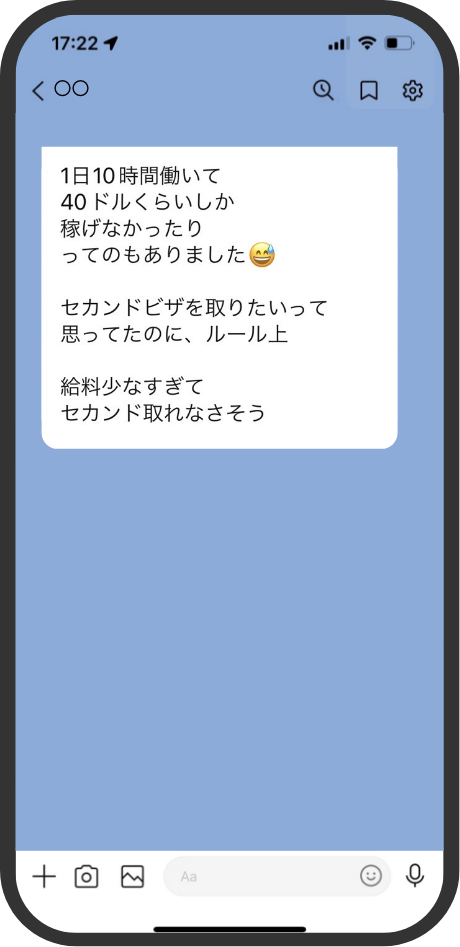 17:22
○○
1日10時間働いて
40ドルくらいしか
稼げなかったり
ってのもありました😅
セカンドビザを取りたいって
思ってたのに、ルール上
給料少なすぎて
セカンド取れなさそう
Aa